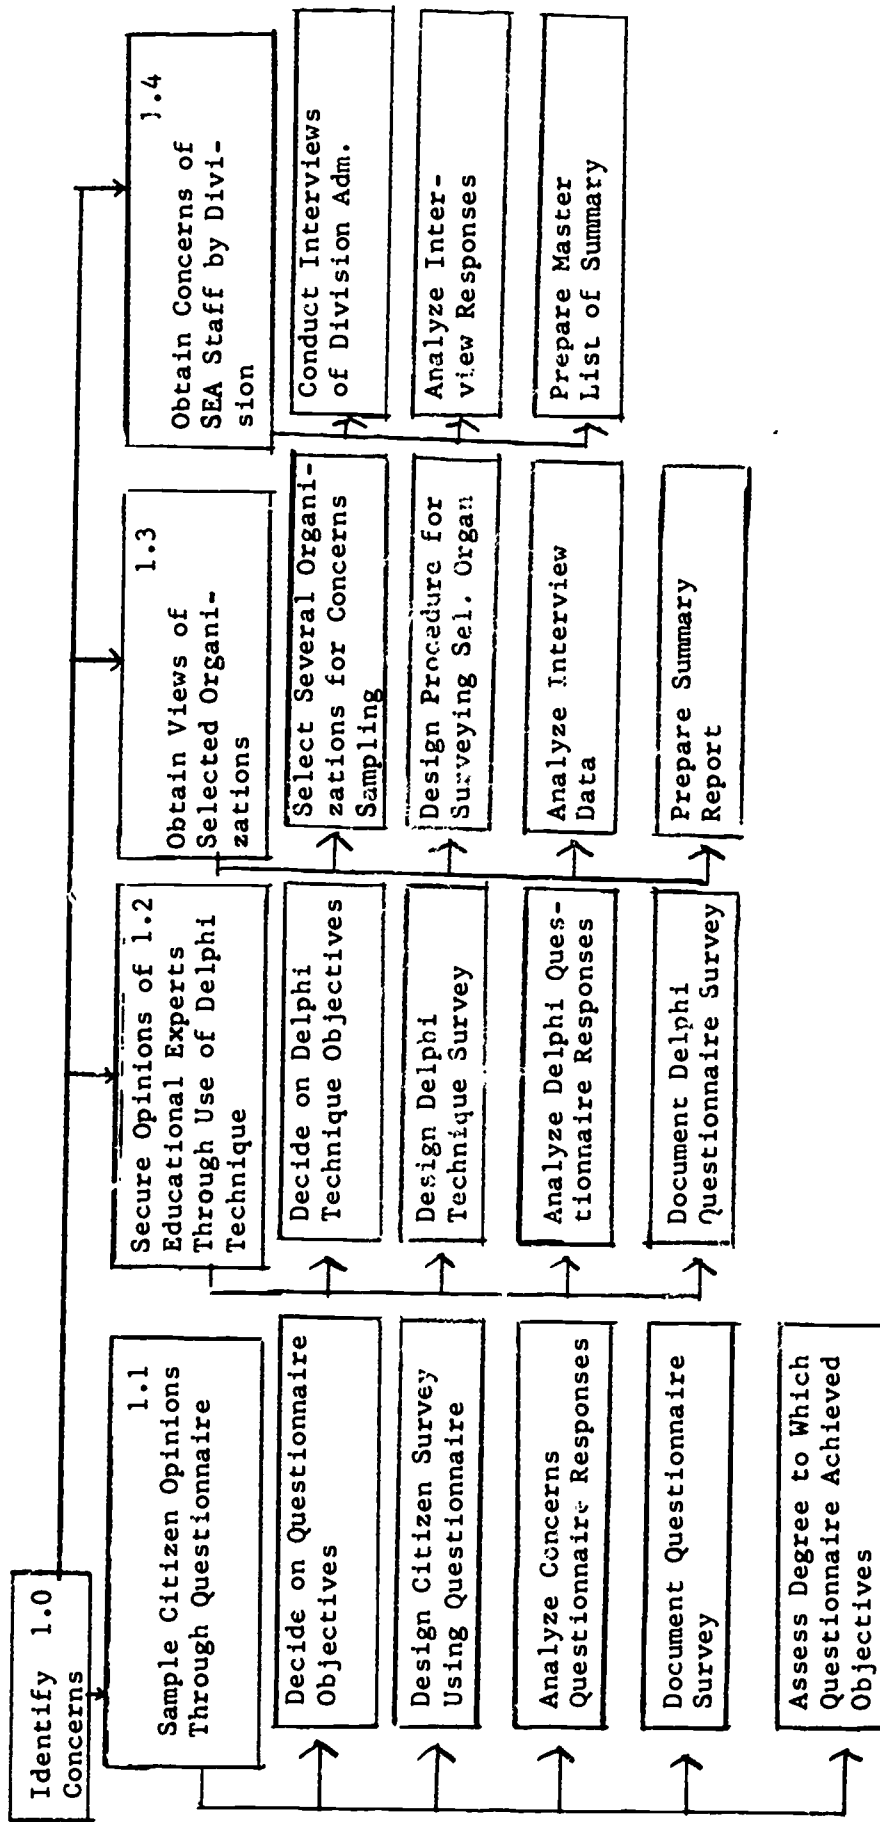 Identify 1.0
Concerns
1.1
Sample Citizen Opinions
Through Questionnaire
Decide on Questionnaire
Objectives
Design Citizen Survey
Using Questionnaire
Analyze Concerns
Questionnaire Responses
Document Questionnaire
Survey
Assess Degree to Which
Questionnaire Achieved
Objectives
Secure Opinions of 1.2
Educational Experts
Through Use of Delphi
Technique
Decide on Delphi
Technique Objectives
Design Delphi
Technique Survey
Analyze Delphi Ques-
tionnaire Responses
Document Delphi
Questionnaire Survey
1.3
Obtain Views of
Selected Organi-
zations
Select Several Organi-
zations for Concerns
Sampling
Design Procedure for
Surveying Sel. Organ
Analyze Interview
Data
Prepare Summary
Report
1.4
Obtain Concerns of
SEA Staff by Divi-
sion
Conduct Interviews
of Division Adm.
Analyze Inter-
view Responses
Prepare Master
List of Summary